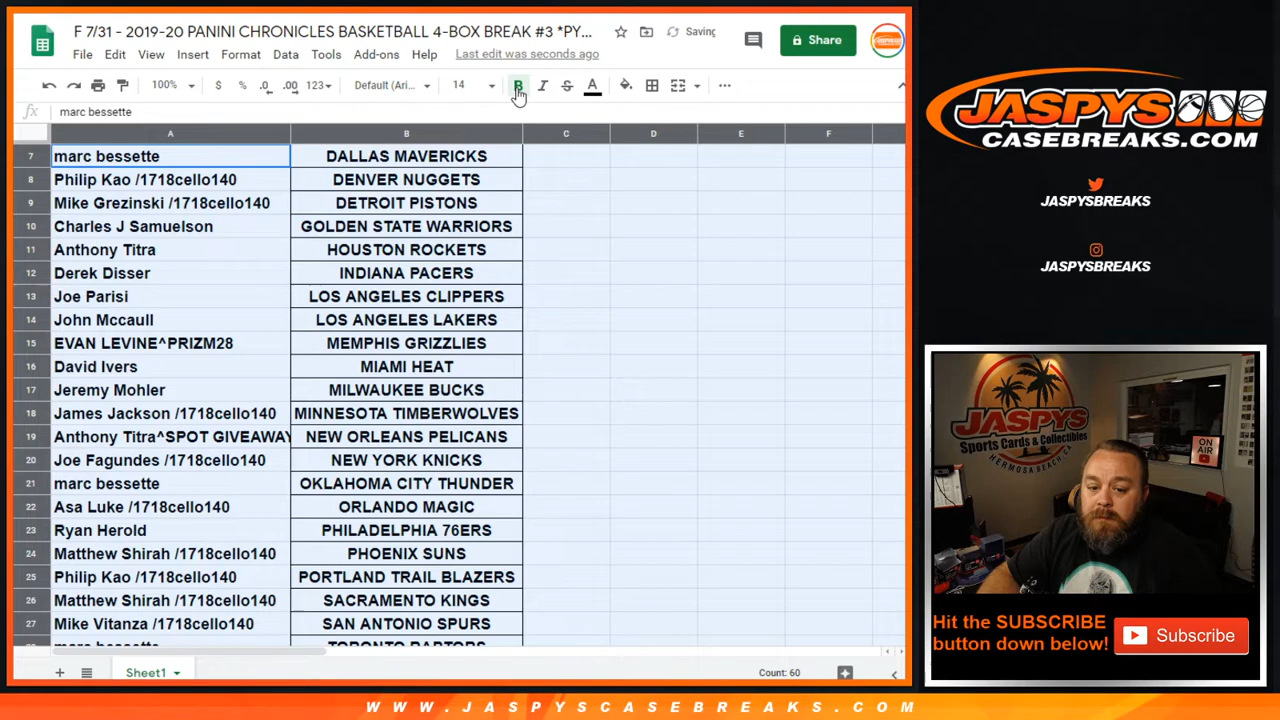 F 7/31 - 2019-20 PANINI CHRONICLES BASKETBALL 4-BOX BREAK #3 *PY... Saving
File Edit View Insert Format Data Tools Add-ons Help Last edit was seconds ago
Share
100% $ % .0 .00 123 Default (Ari... 14 B I S A
fx marc bessette
A B C D E F
7 marc bessette DALLAS MAVERICKS
8 Philip Kao /1718cello140 DENVER NUGGETS
9 Mike Grezinski /1718cello140 DETROIT PISTONS
10 Charles J Samuelson GOLDEN STATE WARRIORS
11 Anthony Titra HOUSTON ROCKETS
12 Derek Disser INDIANA PACERS
13 Joe Parisi LOS ANGELES CLIPPERS
14 John Mccaull LOS ANGELES LAKERS
15 EVAN LEVINE^PRIZM28 MEMPHIS GRIZZLIES
16 David Ivers MIAMI HEAT
17 Jeremy Mohler MILWAUKEE BUCKS
18 James Jackson /1718cello140 MINNESOTA TIMBERWOLVES
19 Anthony Titra^SPOT GIVEAWAY NEW ORLEANS PELICANS
20 Joe Fagundes /1718cello140 NEW YORK KNICKS
21 marc bessette OKLAHOMA CITY THUNDER
22 Asa Luke /1718cello140 ORLANDO MAGIC
23 Ryan Herold PHILADELPHIA 76ERS
24 Matthew Shirah /1718cello140 PHOENIX SUNS
25 Philip Kao /1718cello140 PORTLAND TRAIL BLAZERS
26 Matthew Shirah /1718cello140 SACRAMENTO KINGS
27 Mike Vitanza /1718cello140 SAN ANTONIO SPURS
marc bessette TORONTO RAPTORS
Sheet1 Count: 60
JASPYS
CASEBREAKS.COM
JASPYSBREAKS
JASPYSBREAKS
JASPYS
Sports Cards & Collectibles
HERMOSA BEACH, CA
ON
AIR
Hit the SUBSCRIBE
button down below!
Subscribe
WWW.JASPYSCASEBREAKS.COM